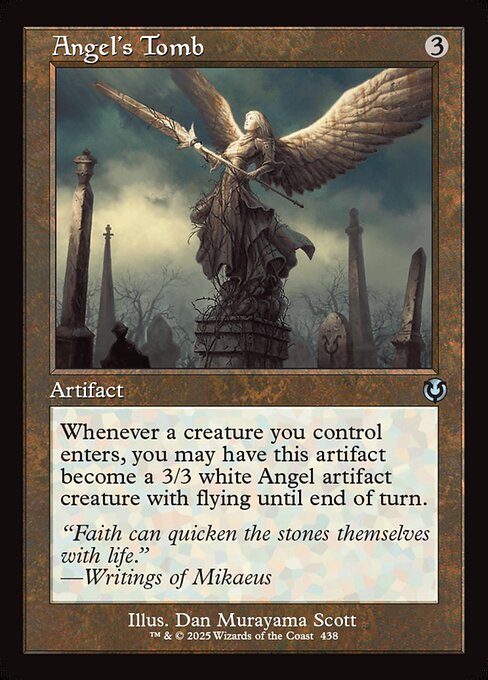 Angel's Tomb 3
Artifact
Whenever a creature you control
enters, you may have this artifact
become a 3/3 white Angel artifact
creature with flying until end of turn.
“Faith can quicken the stones themselves
with life.”
—Writings of Mikaeus
Illus. Dan Murayama Scott
™ & © 2025 Wizards of the Coast 438